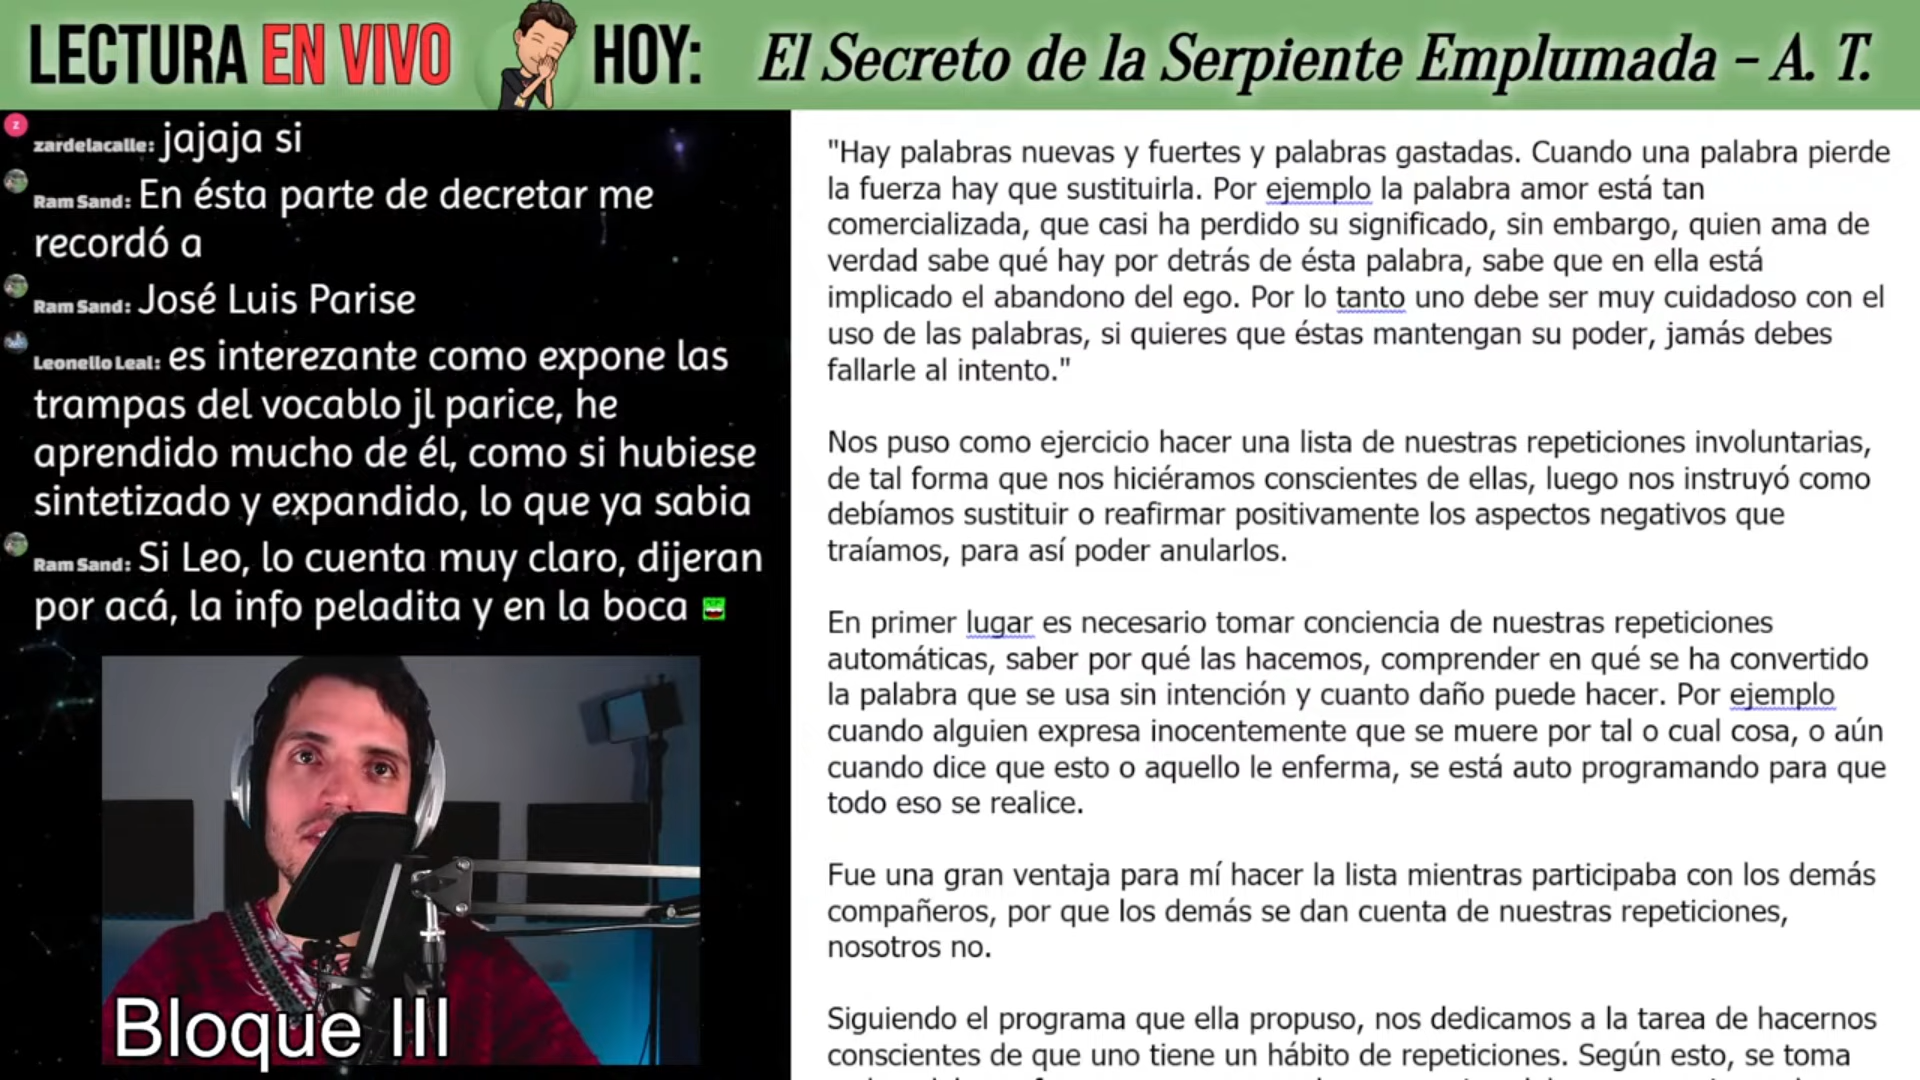 LECTURA EN VIVO HOY: El Secreto de la Serpiente Emplumada - A. T.
zardelacalle: jajaja si
Ram Sand: En ésta parte de decretar me
recordó a
Ram Sand: José Luis Parise
Leonello Leal: es interezante como expone las
trampas del vocablo jl parice, he
aprendido mucho de él, como si hubiese
sintetizado y expandido, lo que ya sabia
Ram Sand: Si Leo, lo cuenta muy claro, dijeran
por acá, la info peladita y en la boca
Bloque III
"Hay palabras nuevas y fuertes y palabras gastadas. Cuando una palabra pierde
la fuerza hay que sustituirla. Por ejemplo la palabra amor está tan
comercializada, que casi ha perdido su significado, sin embargo, quien ama de
verdad sabe qué hay por detrás de ésta palabra, sabe que en ella está
implicado el abandono del ego. Por lo tanto uno debe ser muy cuidadoso con el
uso de las palabras, si quieres que éstas mantengan su poder, jamás debes
fallarle al intento."
Nos puso como ejercicio hacer una lista de nuestras repeticiones involuntarias,
de tal forma que nos hiciéramos conscientes de ellas, luego nos instruyó como
debíamos sustituir o reafirmar positivamente los aspectos negativos que
traíamos, para así poder anularlos.
En primer lugar es necesario tomar conciencia de nuestras repeticiones
automáticas, saber por qué las hacemos, comprender en qué se ha convertido
la palabra que se usa sin intención y cuanto daño puede hacer. Por ejemplo
cuando alguien expresa inocentemente que se muere por tal o cual cosa, o aún
cuando dice que esto o aquello le enferma, se está auto programando para que
todo eso se realice.
Fue una gran ventaja para mí hacer la lista mientras participaba con los demás
compañeros, por que los demás se dan cuenta de nuestras repeticiones,
nosotros no.
Siguiendo el programa que ella propuso, nos dedicamos a la tarea de hacernos
conscientes de que uno tiene un hábito de repeticiones. Según esto, se toma